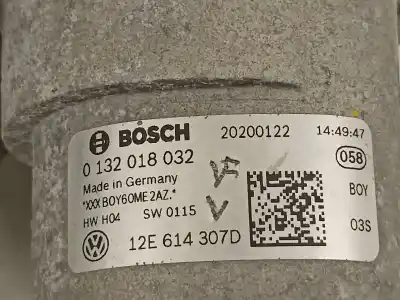 BOSCH 20200122 14:49:47
0 132 018 032 058
Made in Germany
*XXXBOY60ME2AZ.* BOY
HW H04 SW 0115 V
12E 614 307D 03S